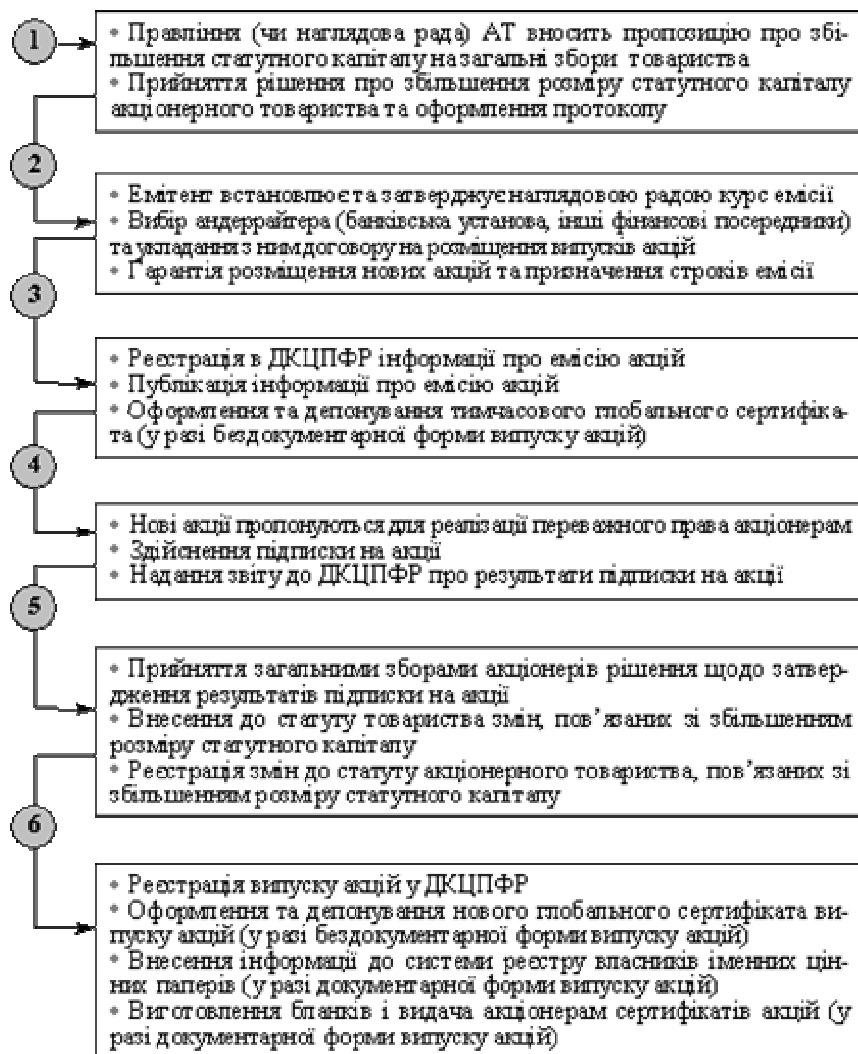 1
• Правління (чи наглядова рада) АТ вносить пропозицію про збі-
льшення статутного капіталу на загальні збори товариства
• Прийняття рішення про збільшення розміру статутного капіталу
акціонерного товариства та оформлення протоколу
2
• Емітент встановлює та затверджує наглядовою радою курс емісії
• Вибір андеррайтера (банківська установа, інші фінансові посередники)
та укладання з ним договору на розміщення випусків акцій
• Гарантія розміщення нових акцій та призначення строків емісії
3
• Реєстрація в ДКЦПФР інформації про емісію акцій
• Публікація інформації про емісію акцій
• Оформлення та депонування тимчасового глобального сертифіка-
та (у разі бездокументарної форми випуску акцій)
4
• Нові акції пропонуються для реалізації переважного права акціонерам
• Здійснення підписки на акції
• Надання звіту до ДКЦПФР про результати підписки на акції
5
• Прийняття загальними зборами акціонерів рішення щодо затвер-
дження результатів підписки на акції
• Внесення до статуту товариства змін, пов’язаних зі збільшенням
розміру статутного капіталу
• Реєстрація змін до статуту акціонерного товариства, пов’язаних зі
збільшенням розміру статутного капіталу
6
• Реєстрація випуску акцій у ДКЦПФР
• Оформлення та депонування нового глобального сертифіката ви-
пуску акцій (у разі бездокументарної форми випуску акцій)
• Внесення інформації до системи реєстру власників іменних цін-
них паперів (у разі документарної форми випуску акцій)
• Виготовлення бланків і видача акціонерам сертифікатів акцій (у
разі документарної форми випуску акцій)